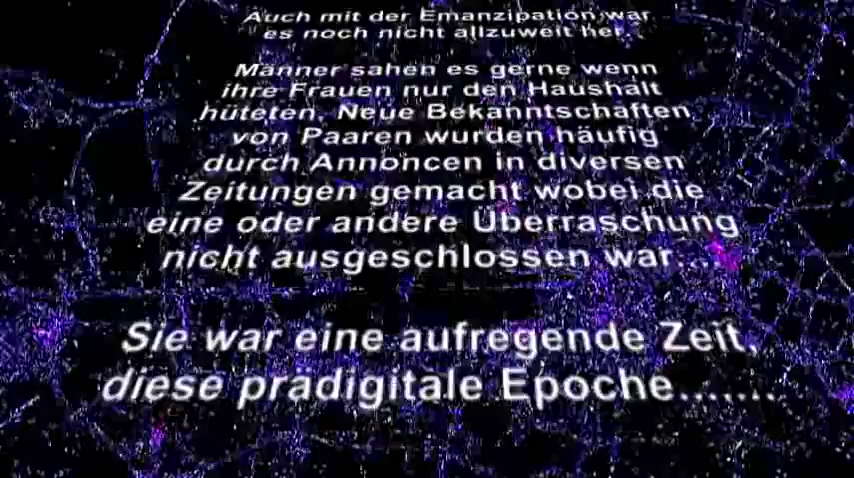 Auch mit der Emanzipation war
es noch nicht allzuweit her.
Männer sahen es gerne wenn
ihre Frauen nur den Haushalt
hüteten. Neue Bekanntschaften
von Paaren wurden häufig
durch Annoncen in diversen
Zeitungen gemacht wobei die
eine oder andere Überraschung
nicht ausgeschlossen war....
Sie war eine aufregende Zeit,
diese prädigitale Epoche.......